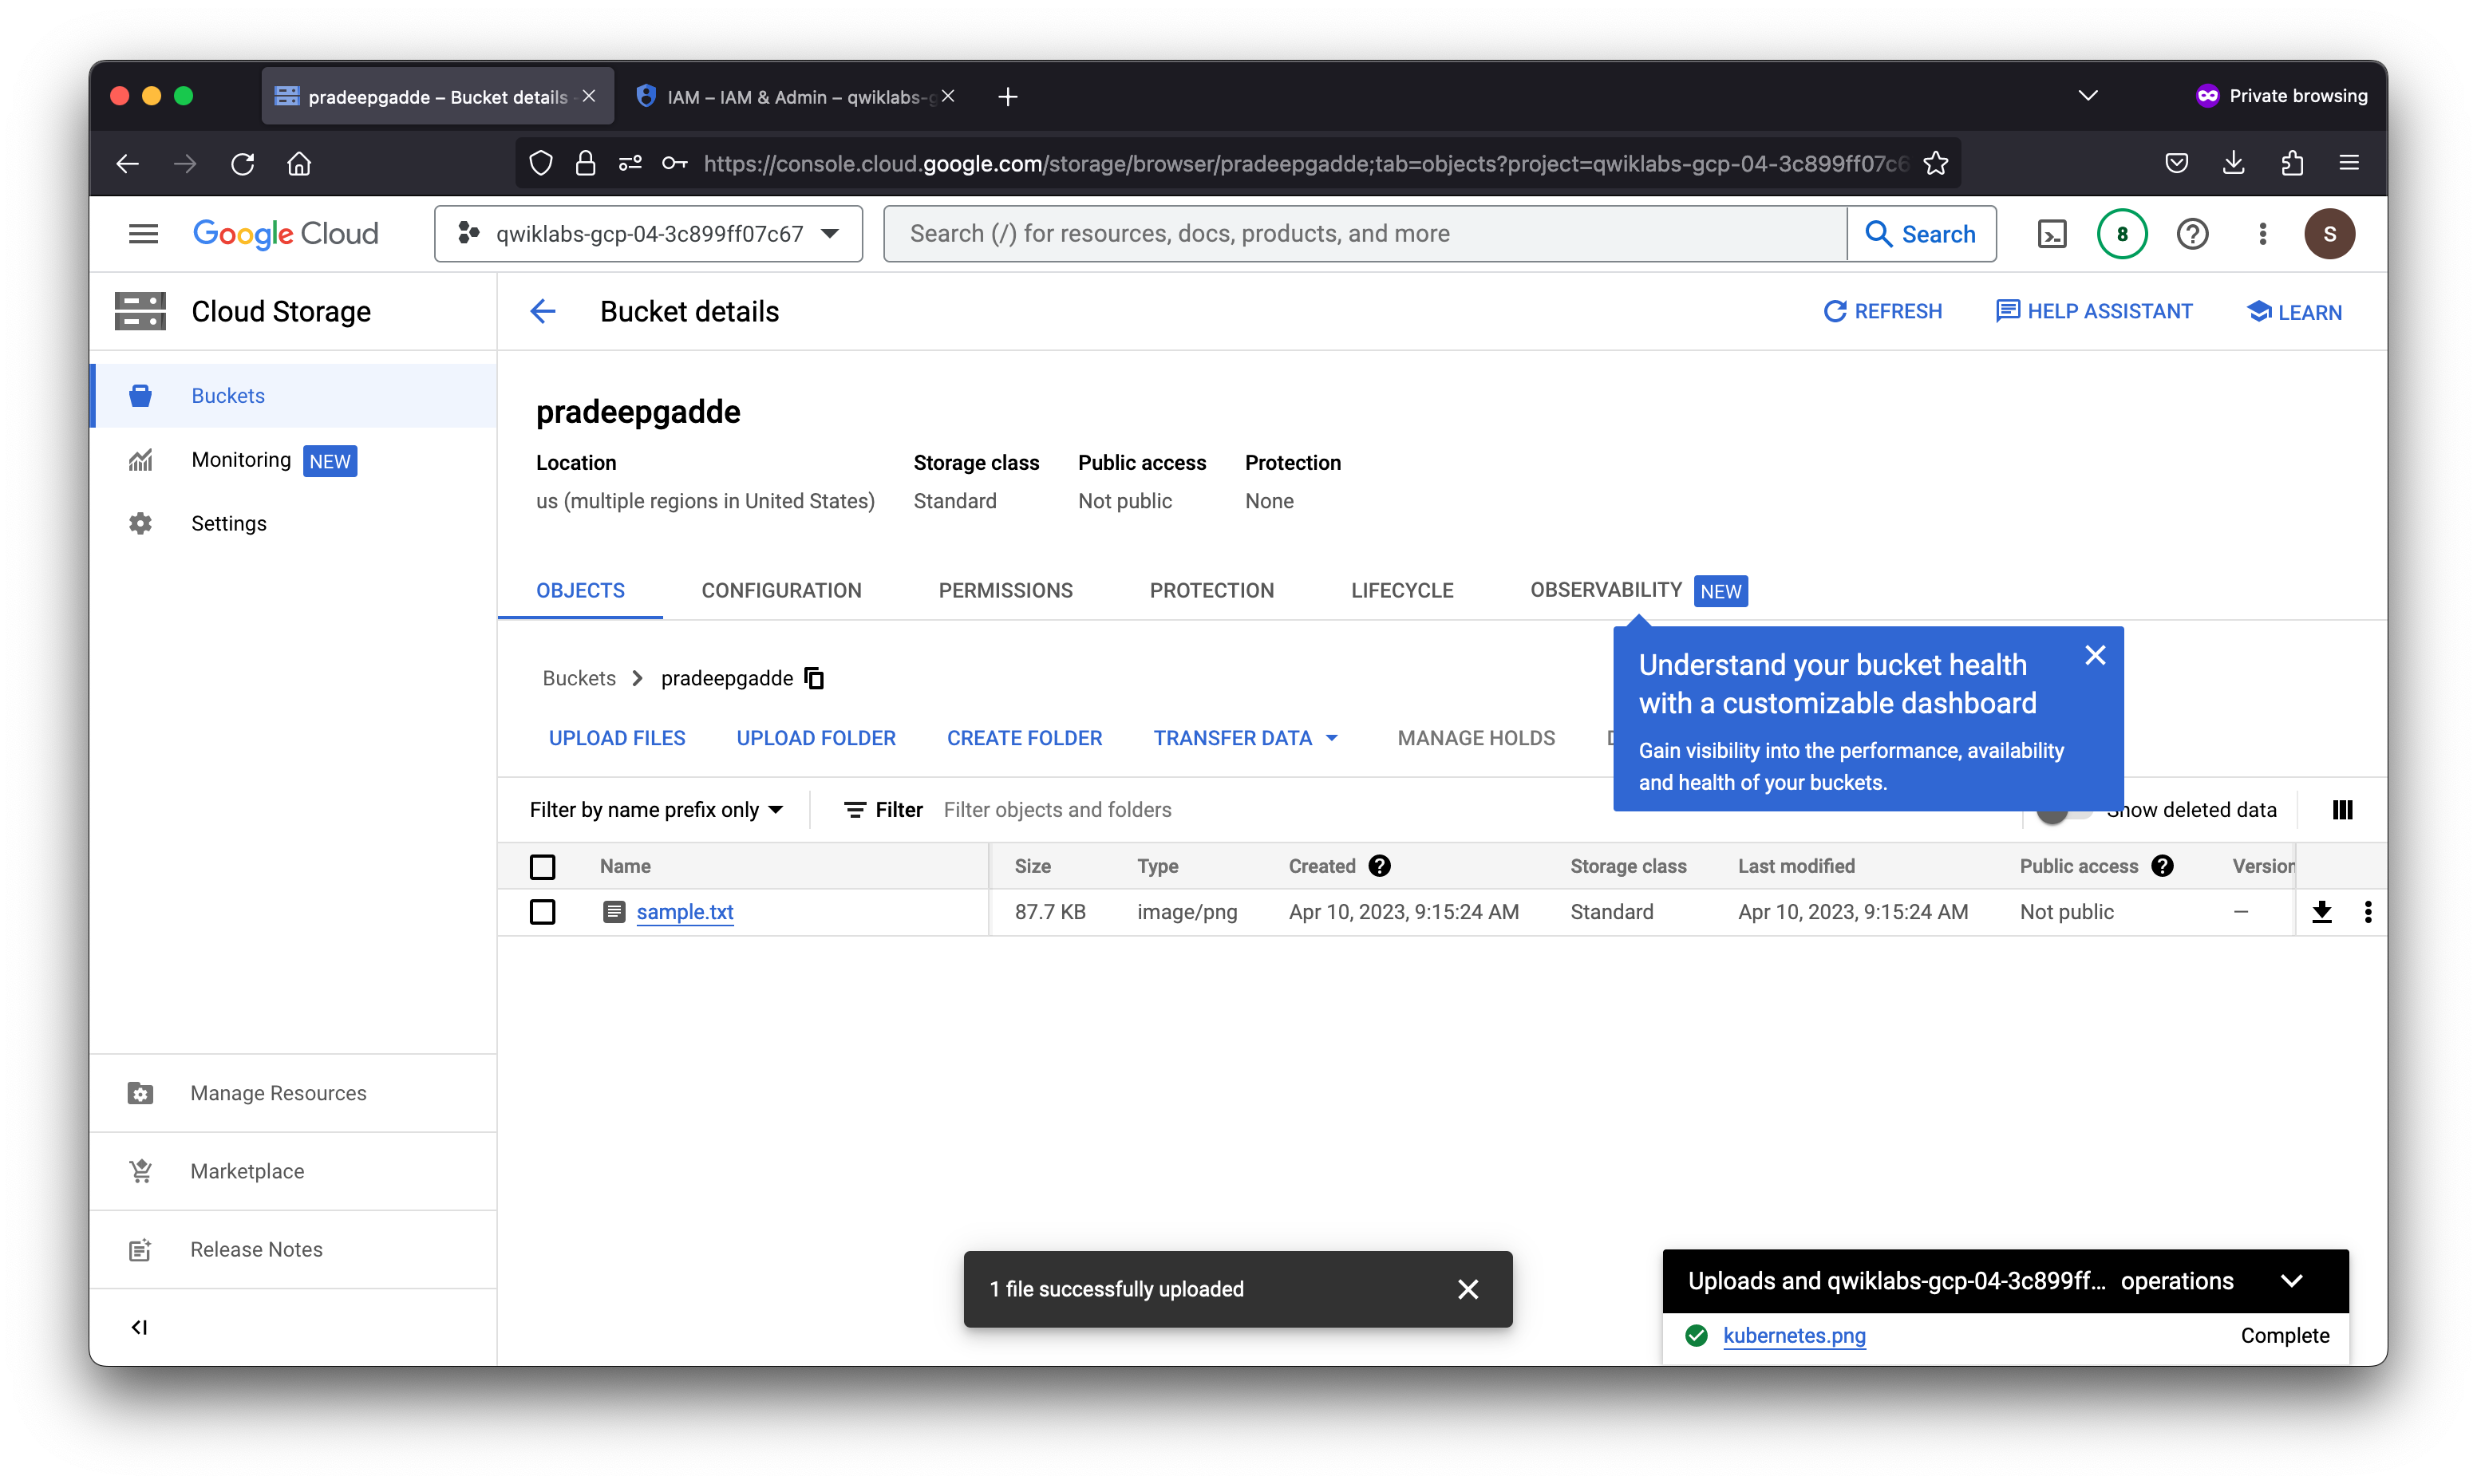 pradeepgadde – Bucket details
IAM – IAM & Admin – qwiklabs-g
Private browsing
https://console.cloud.google.com/storage/browser/pradeepgadde;tab=objects?project=qwiklabs-gcp-04-3c899ff07c6
Google Cloud
qwiklabs-gcp-04-3c899ff07c67
Search (/) for resources, docs, products, and more
Search
8
S
Cloud Storage
Bucket details
REFRESH
HELP ASSISTANT
LEARN
Buckets
Monitoring NEW
Settings
pradeepgadde
Location Storage class Public access Protection
us (multiple regions in United States) Standard Not public None
OBJECTS CONFIGURATION PERMISSIONS PROTECTION LIFECYCLE OBSERVABILITY NEW
Understand your bucket health
with a customizable dashboard
Gain visibility into the performance, availability
and health of your buckets.
Buckets > pradeepgadde
UPLOAD FILES UPLOAD FOLDER CREATE FOLDER TRANSFER DATA MANAGE HOLDS
Filter by name prefix only Filter Filter objects and folders Show deleted data
Name Size Type Created Storage class Last modified Public access Version
sample.txt 87.7 KB image/png Apr 10, 2023, 9:15:24 AM Standard Apr 10, 2023, 9:15:24 AM Not public —
Manage Resources
Marketplace
Release Notes
1 file successfully uploaded
Uploads and qwiklabs-gcp-04-3c899ff... operations
kubernetes.png Complete